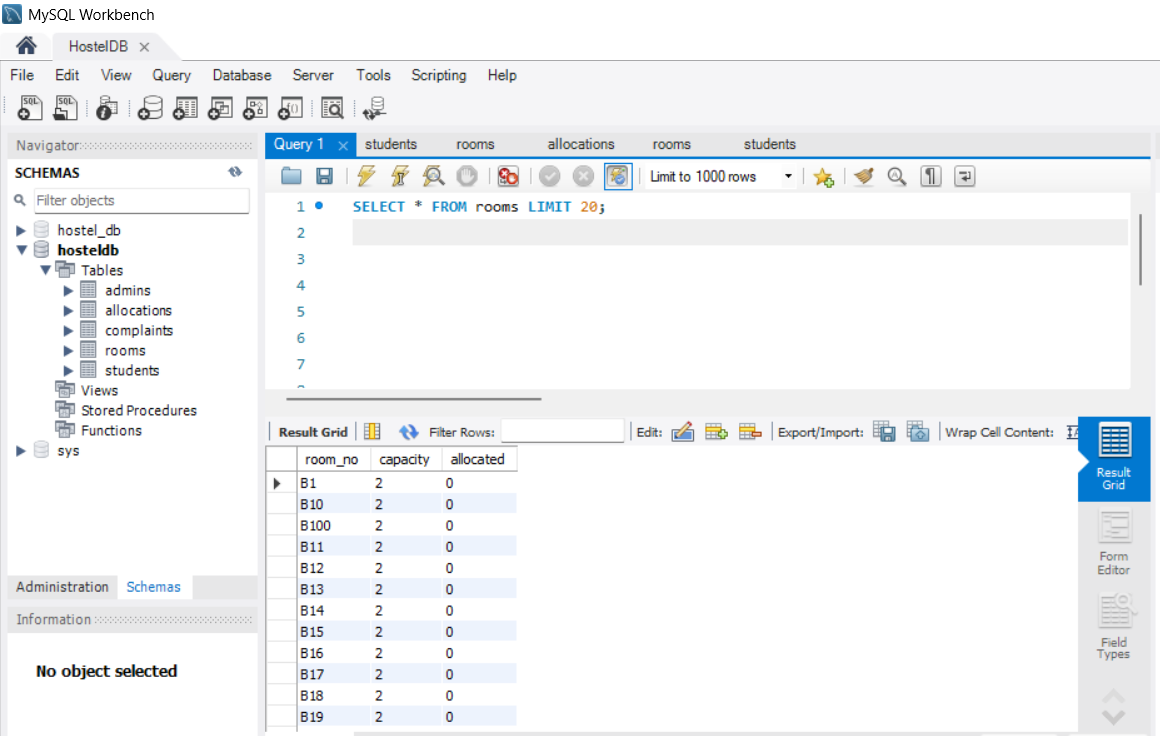 MySQL Workbench
HostelDB
File Edit View Query Database Server Tools Scripting Help
Navigator
SCHEMAS
Filter objects
hostel_db
hosteldb
Tables
admins
allocations
complaints
rooms
students
Views
Stored Procedures
Functions
sys
Administration Schemas
Information
No object selected
Query 1 students rooms allocations rooms students
Limit to 1000 rows
1 SELECT * FROM rooms LIMIT 20;
2
3
4
5
6
7
Result Grid Filter Rows: Edit: Export/Import: Wrap Cell Content:
room_no capacity allocated
B1 2 0
B10 2 0
B100 2 0
B11 2 0
B12 2 0
B13 2 0
B14 2 0
B15 2 0
B16 2 0
B17 2 0
B18 2 0
B19 2 0
Result
Grid
Form
Editor
Field
Types